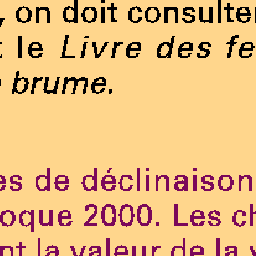 , on doit consulter
le Livre des fe
brume.
es de déclinaison
oque 2000. Les ch
nt la valeur de la v